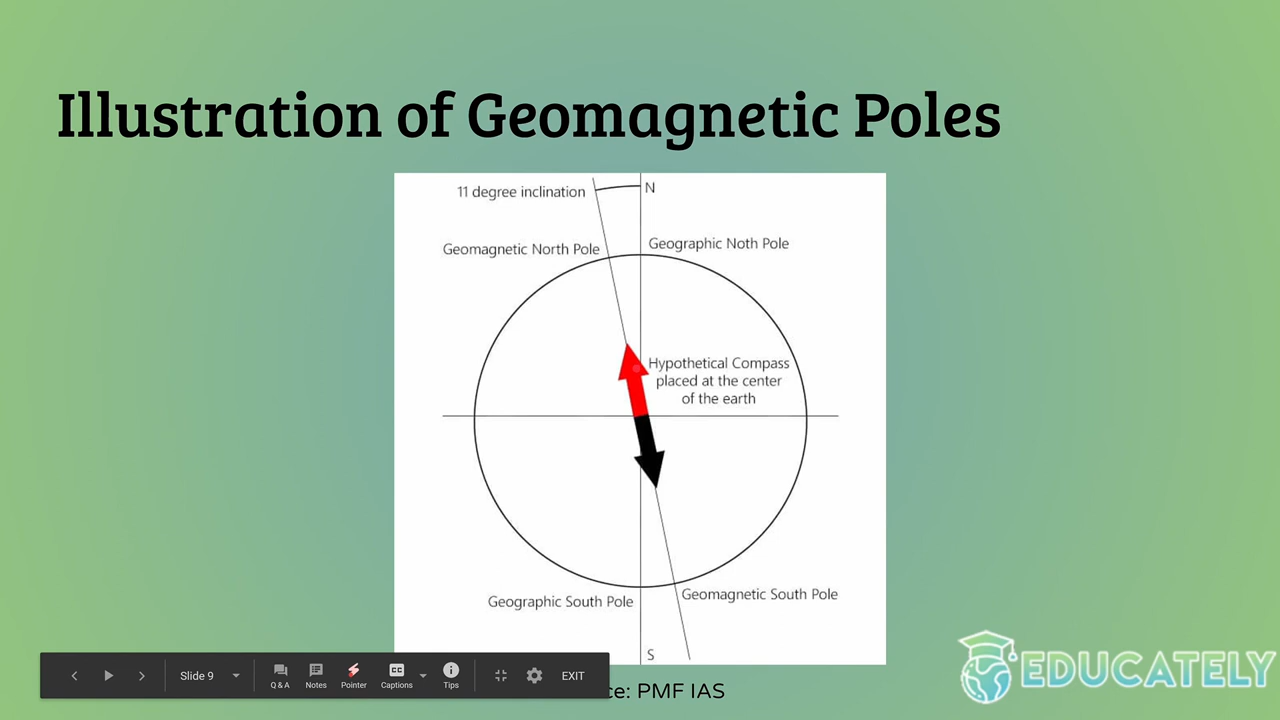 Illustration of Geomagnetic Poles
11 degree inclination
N
Geomagnetic North Pole
Geographic Noth Pole
Hypothetical Compass
placed at the center
of the earth
Geographic South Pole
Geomagnetic South Pole
S
Slide 9
Q & A
Notes
Pointer
CC
Captions
Tips
EXIT
ce: PMF IAS
EDUCATELY